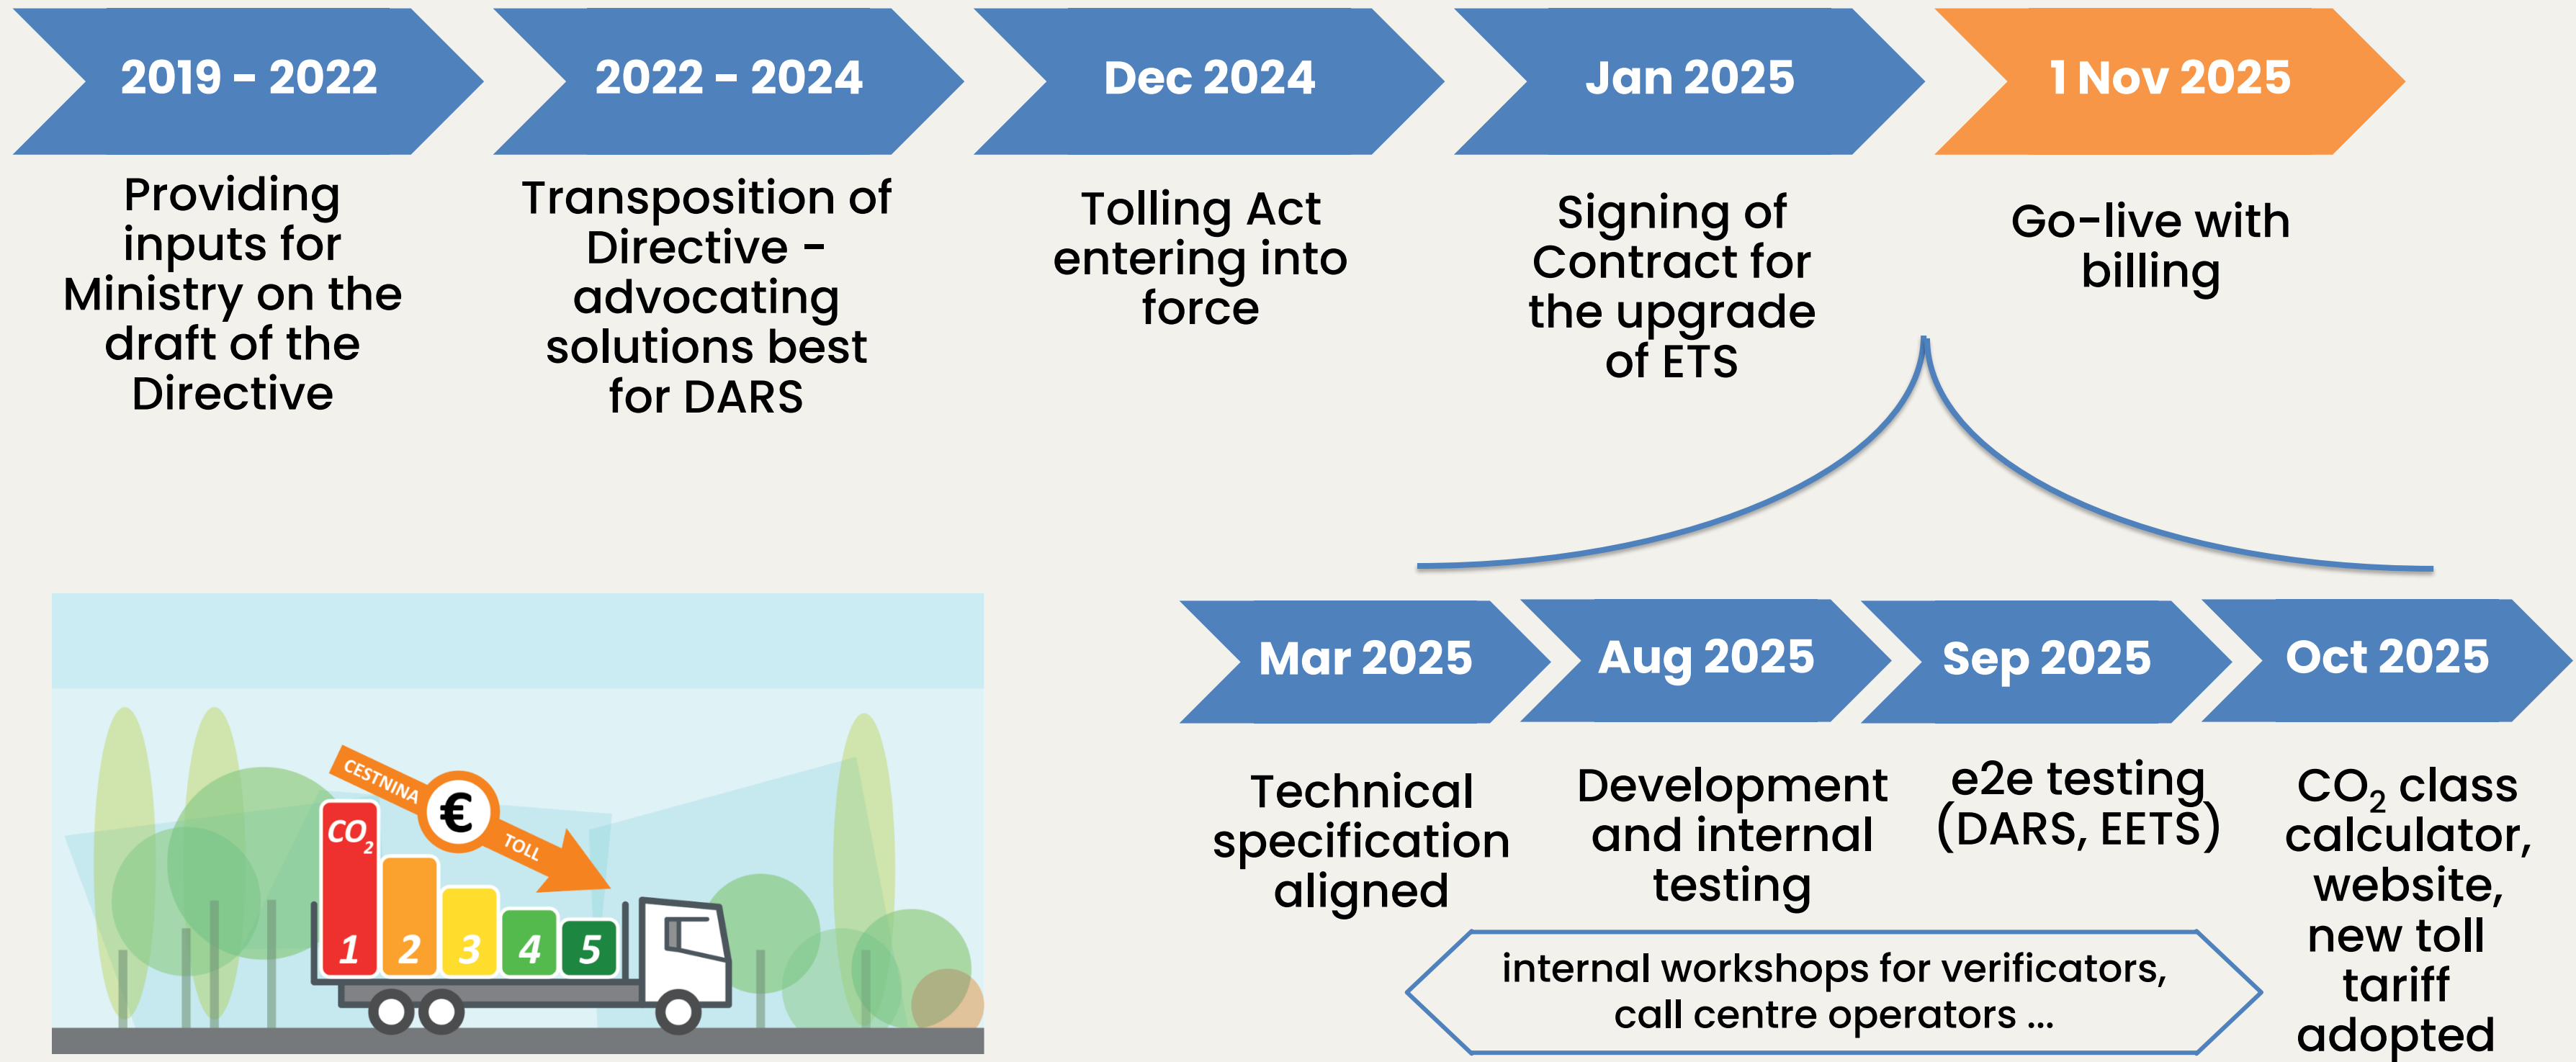 2019 - 2022
Providing
inputs for
Ministry on the
draft of the
Directive
2022 - 2024
Transposition of
Directive -
advocating
solutions best
for DARS
Dec 2024
Tolling Act
entering into
force
Jan 2025
Signing of
Contract for
the upgrade
of ETS
1 Nov 2025
Go-live with
billing
CESTNINA
€
TOLL
CO₂
1
2
3
4
5
Mar 2025
Technical
specification
aligned
Aug 2025
Development
and internal
testing
Sep 2025
e2e testing
(DARS, EETS)
Oct 2025
CO₂ class
calculator,
website,
new toll
tariff
adopted
internal workshops for verificators,
call centre operators ...